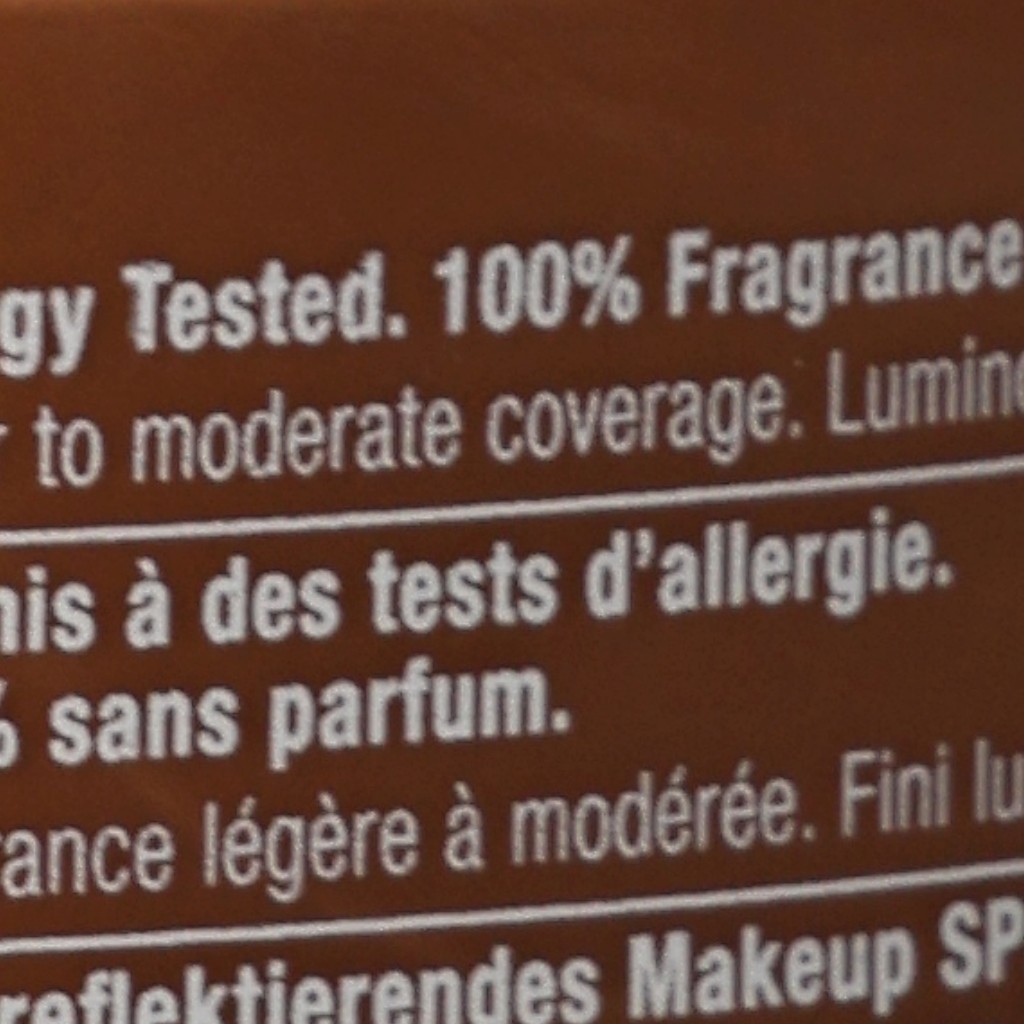 gy Tested. 100% Fragrance
to moderate coverage. Lumin
à des tests d'allergie.
% sans parfum.
rance légère à modérée. Fini lu
reflektierendes Makeup SP